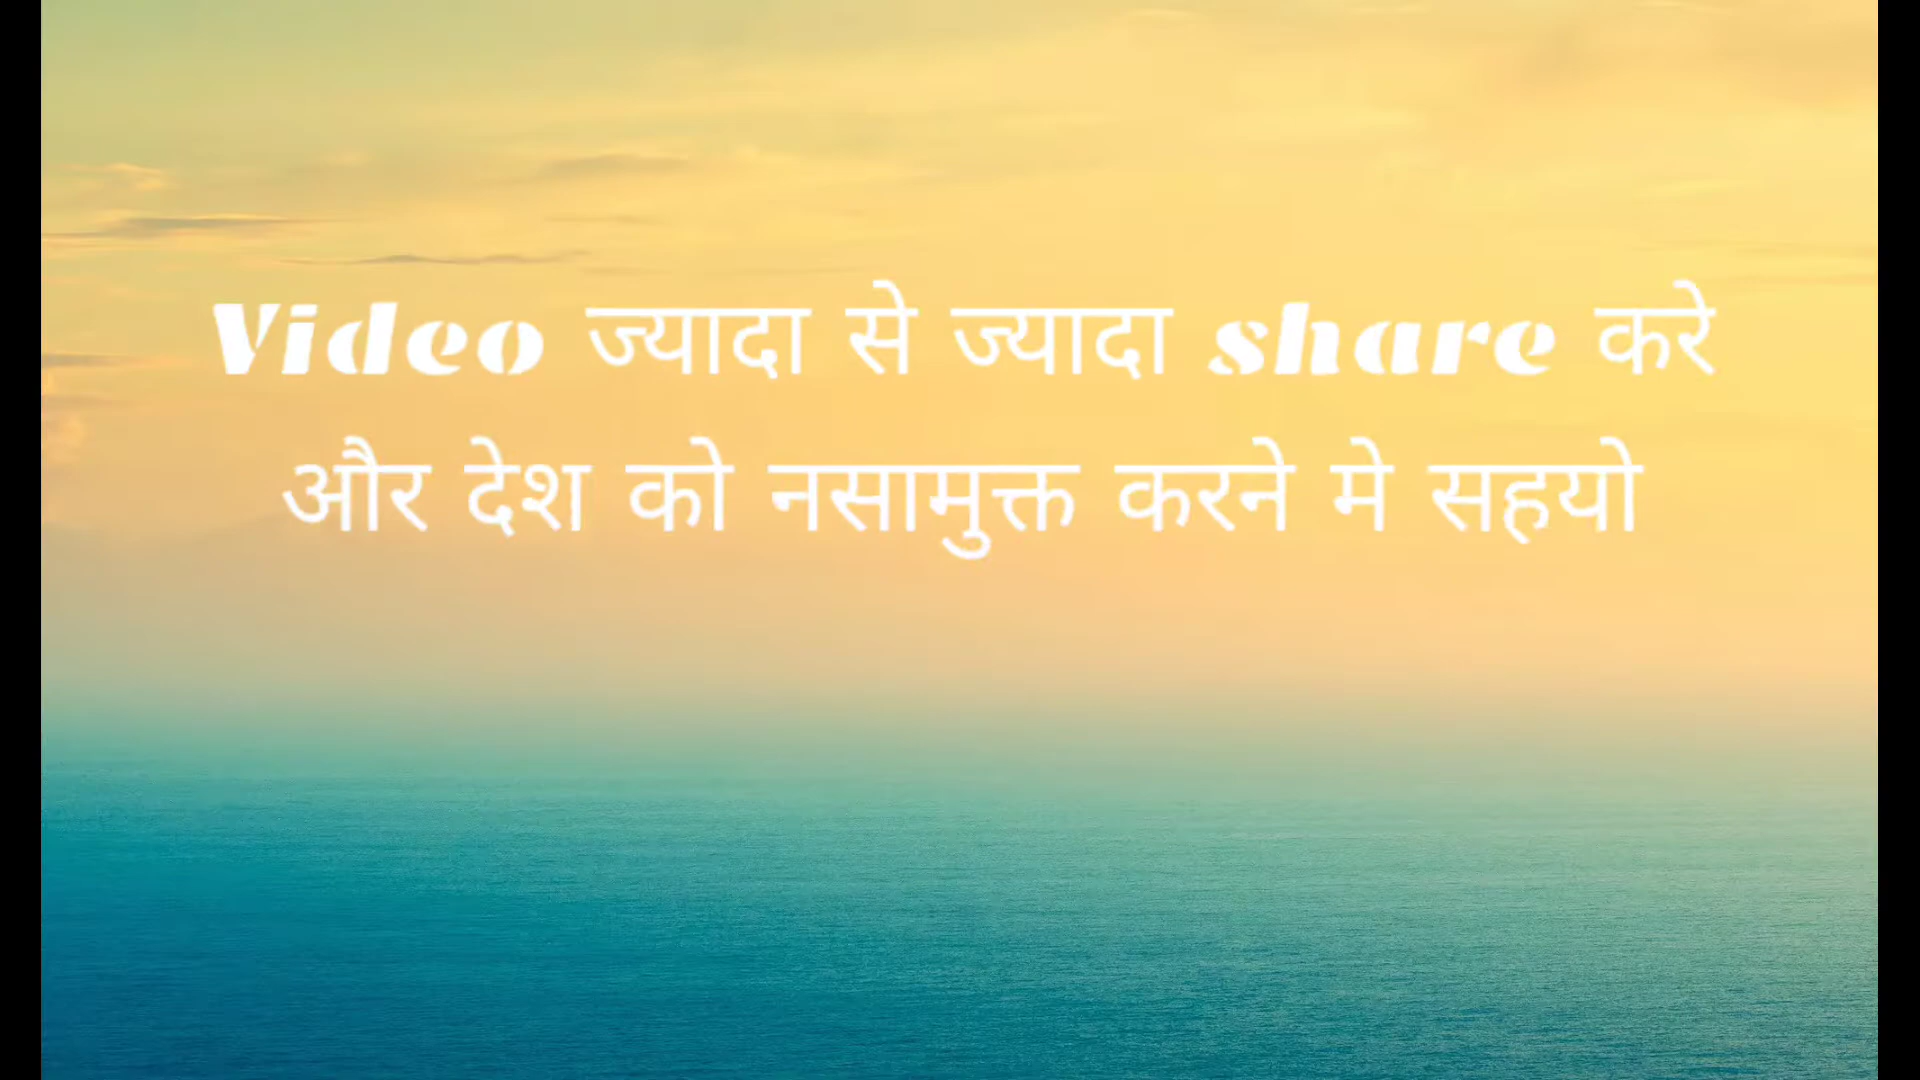 Video ज्यादा से ज्यादा share करे
और देश को नसामुक्त करने मे सहयो